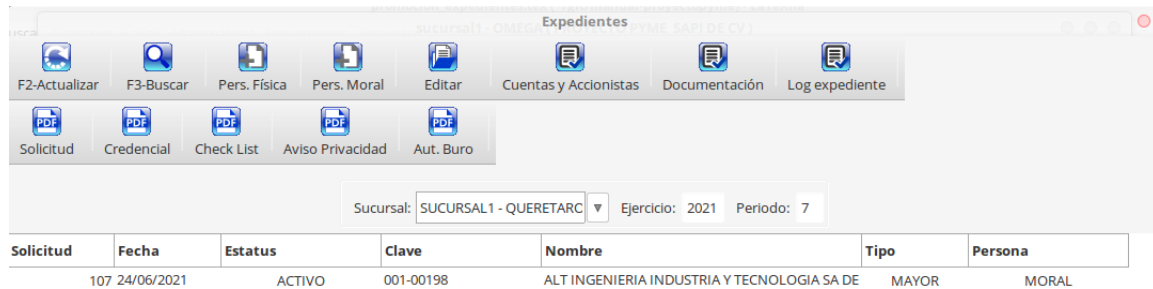 Expedientes
F2-Actualizar F3-Buscar Pers. Física Pers. Moral Editar Cuentas y Accionistas Documentación Log expediente
PDF PDF PDF PDF PDF
Solicitud Credencial Check List Aviso Privacidad Aut. Buro
Sucursal: SUCURSAL1 - QUERETARO Ejercicio: 2021 Periodo: 7
Solicitud Fecha Estatus Clave Nombre Tipo Persona
107 24/06/2021 ACTIVO 001-00198 ALT INGENIERIA INDUSTRIA Y TECNOLOGIA SA DE MAYOR MORAL